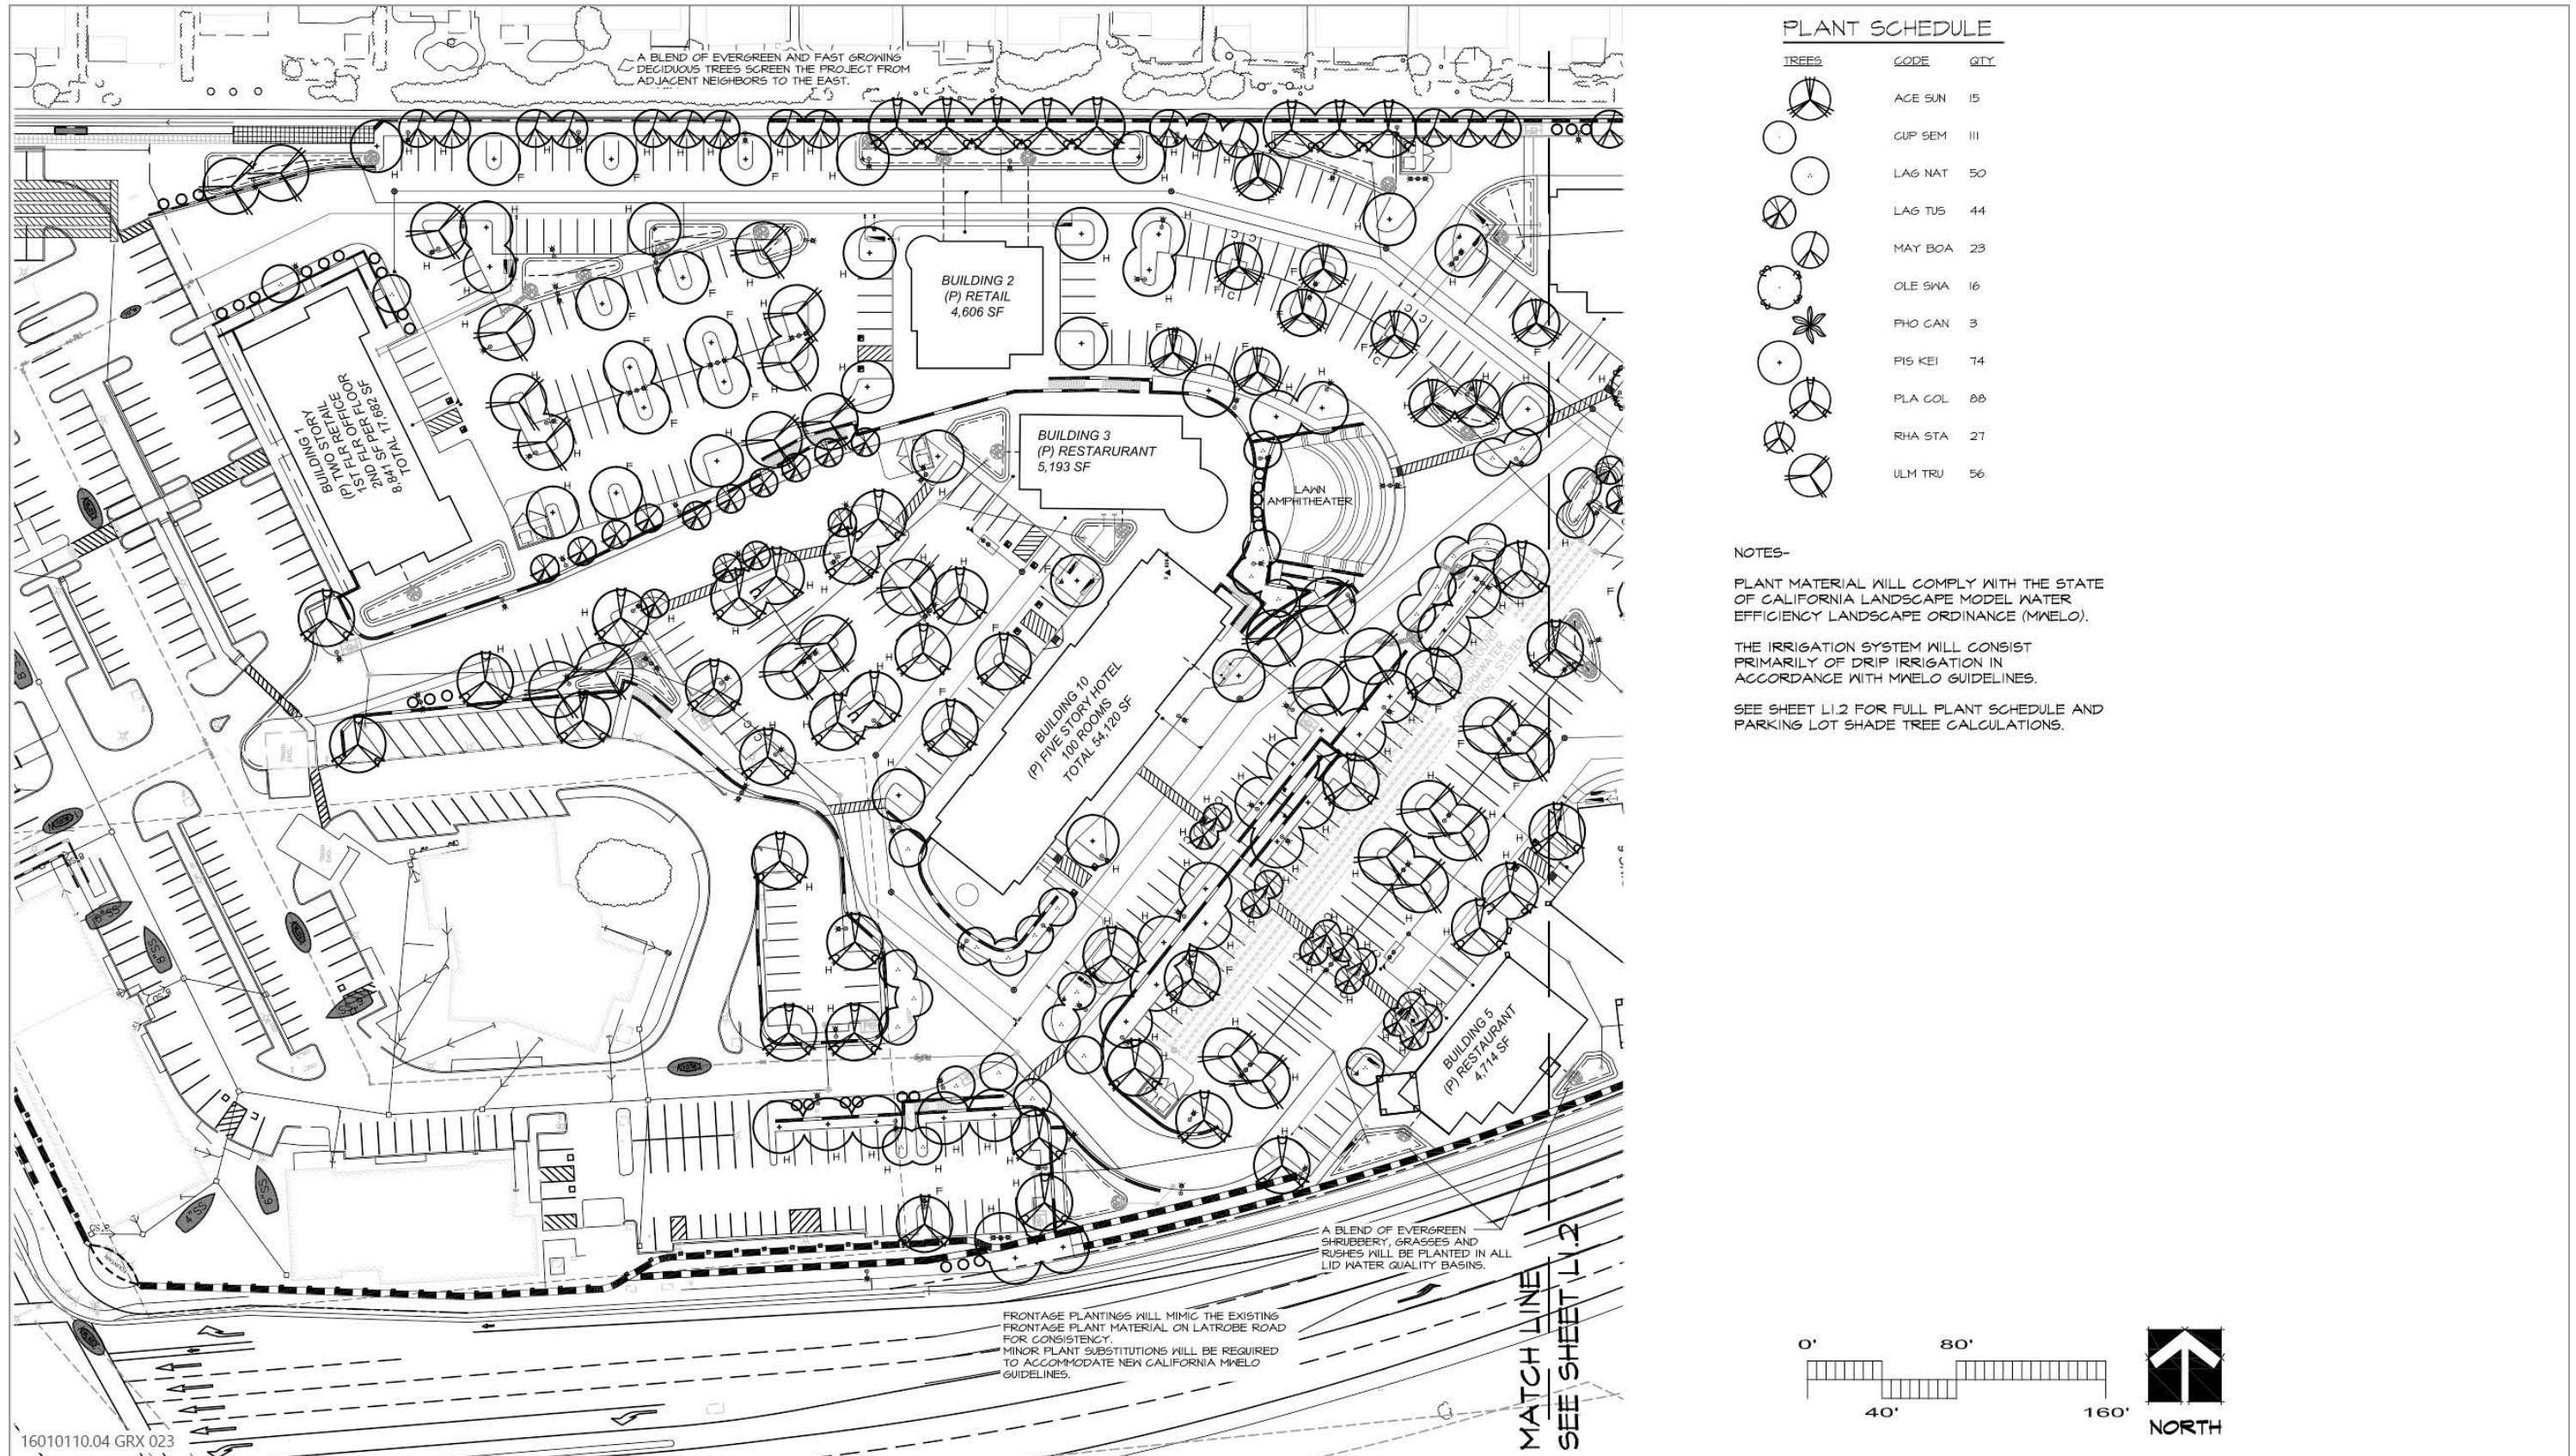 A BLEND OF EVERGREEN AND FAST GROWING
DECIDUOUS TREES SCREEN THE PROJECT FROM
ADJACENT NEIGHBORS TO THE EAST.
BUILDING 1
(P) TWO STORY
1ST FLR RETAIL
2ND FLR OFFICE
8,841 SF PER FLOOR
TOTAL 17,682 SF
BUILDING 2
(P) RETAIL
4,606 SF
BUILDING 3
(P) RESTARURANT
5,193 SF
LAWN
AMPHITHEATER
BUILDING 10
(P) FIVE STORY HOTEL
100 ROOMS
TOTAL 54,120 SF
BUILDING 5
(P) RESTAURANT
4,714 SF
8"SS
6"SS
4"SS
A BLEND OF EVERGREEN
SHRUBBERY, GRASSES AND
RUSHES WILL BE PLANTED IN ALL
LID WATER QUALITY BASINS.
FRONTAGE PLANTINGS WILL MIMIC THE EXISTING
FRONTAGE PLANT MATERIAL ON LATROBE ROAD
FOR CONSISTENCY.
MINOR PLANT SUBSTITUTIONS WILL BE REQUIRED
TO ACCOMMODATE NEW CALIFORNIA MWELO
GUIDELINES.
MATCH LINE
SEE SHEET L1.2
16010110.04 GRX 023
PLANT SCHEDULE
TREES CODE QTY
ACE SUN 15
CUP SEM 111
LAG NAT 50
LAG TUS 44
MAY BOA 23
OLE SWA 16
PHO CAN 3
PIS KEI 74
PLA COL 88
RHA STA 27
ULM TRU 56
NOTES-
PLANT MATERIAL WILL COMPLY WITH THE STATE
OF CALIFORNIA LANDSCAPE MODEL WATER
EFFICIENCY LANDSCAPE ORDINANCE (MWELO).
THE IRRIGATION SYSTEM WILL CONSIST
PRIMARILY OF DRIP IRRIGATION IN
ACCORDANCE WITH MWELO GUIDELINES.
SEE SHEET L1.2 FOR FULL PLANT SCHEDULE AND
PARKING LOT SHADE TREE CALCULATIONS.
0' 80'
40' 160'
NORTH